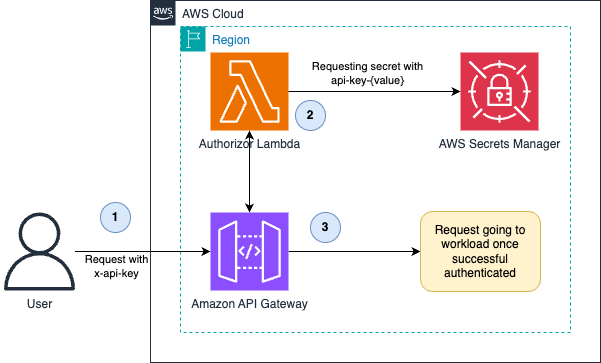 aws
AWS Cloud
Region
Requesting secret with
api-key-{value}
2
Authorizor Lambda
AWS Secrets Manager
1
Request with
x-api-key
User
3
Amazon API Gateway
Request going to
workload once
successful
authenticated